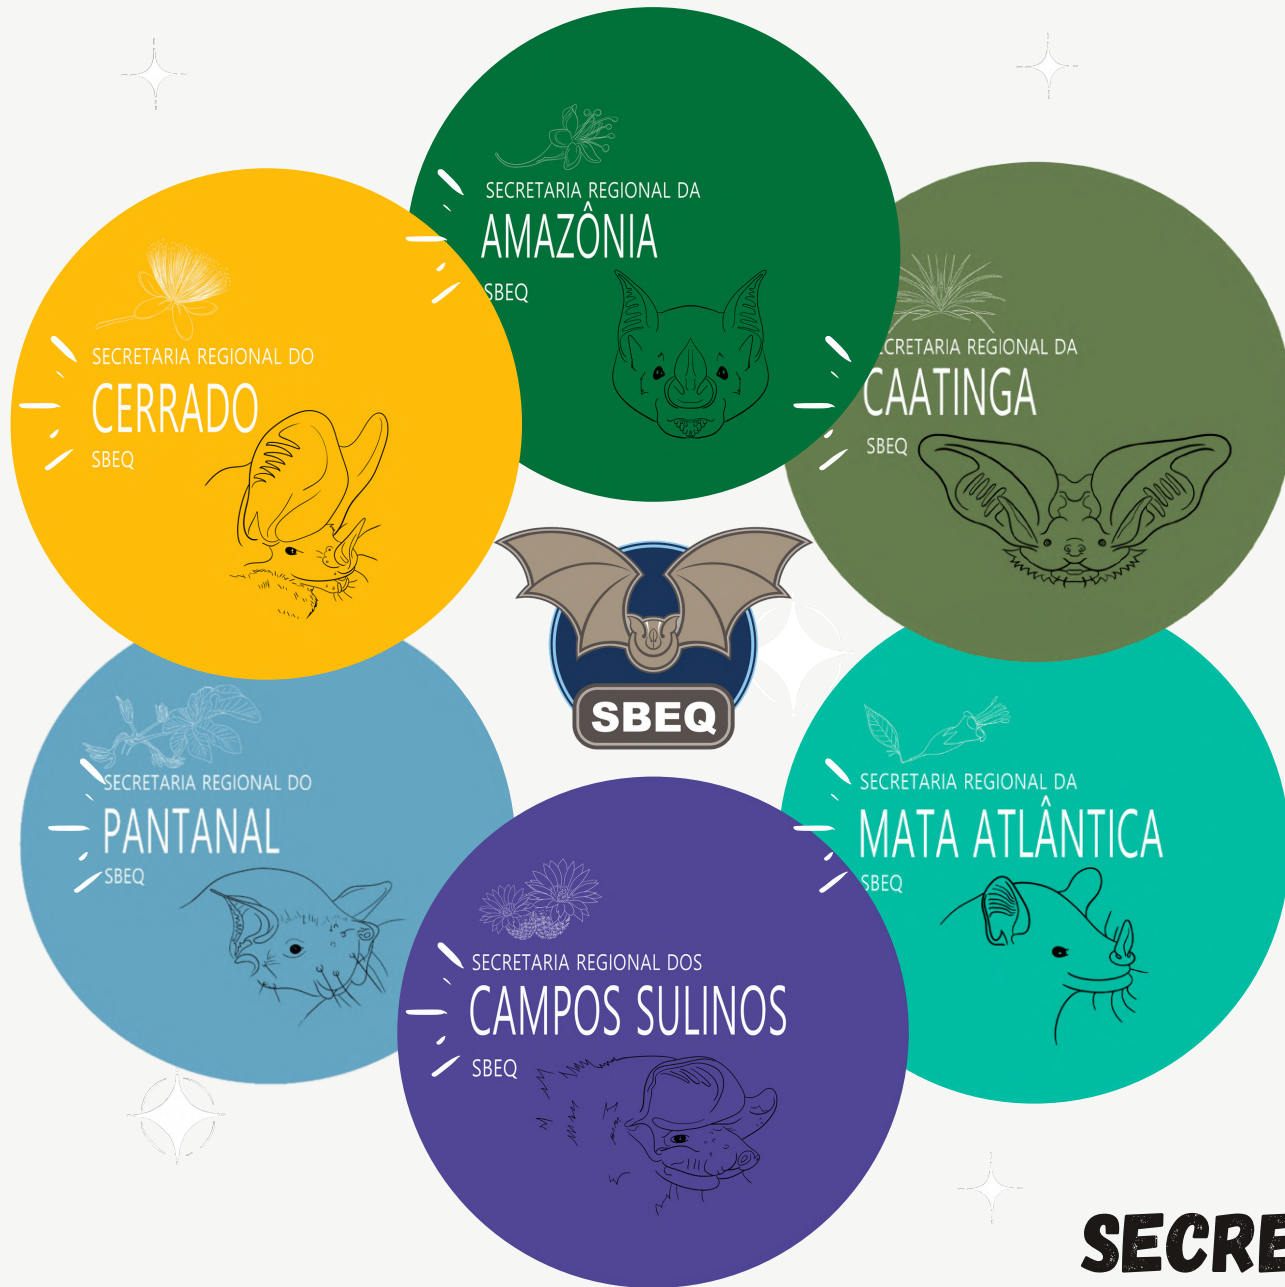 SECRETARIA REGIONAL DA
AMAZÔNIA
SBEQ
SECRETARIA REGIONAL DO
CERRADO
SBEQ
SECRETARIA REGIONAL DA
CAATINGA
SBEQ
SBEQ
SECRETARIA REGIONAL DO
PANTANAL
SBEQ
SECRETARIA REGIONAL DA
MATA ATLÂNTICA
SBEQ
SECRETARIA REGIONAL DOS
CAMPOS SULINOS
SBEQ
SECRE